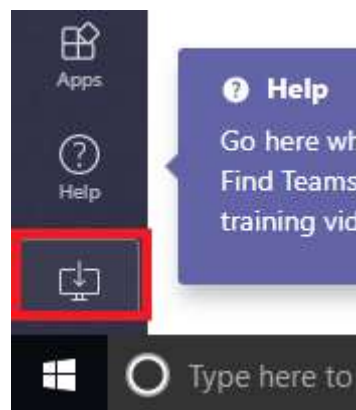 Apps
Help
Help
Go here wh
Find Teams
training vid
Type here to